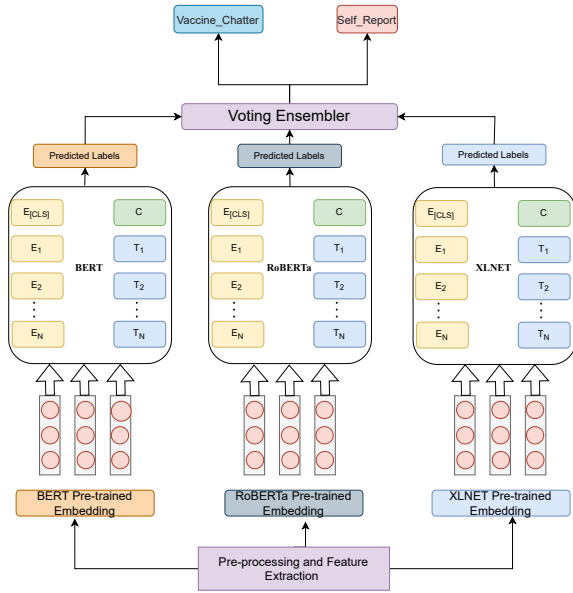 Vaccine_Chatter
Self_Report
Voting Ensembler
Predicted Labels
Predicted Labels
Predicted Labels
E[CLS]
C
E1
T1
BERT
E2
T2
EN
TN
E[CLS]
C
E1
T1
RoBERTa
E2
T2
EN
TN
E[CLS]
C
E1
T1
XLNET
E2
T2
EN
TN
BERT Pre-trained
Embedding
RoBERTa Pre-trained
Embedding
XLNET Pre-trained
Embedding
Pre-processing and Feature
Extraction